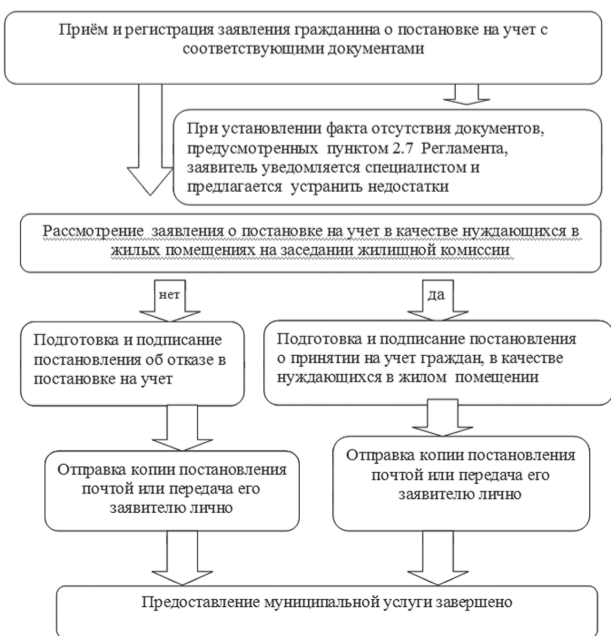 Приём и регистрация заявления гражданина о постановке на учет с
соответствующими документами
При установлении факта отсутствия документов,
предусмотренных пунктом 2.7 Регламента,
заявитель уведомляется специалистом и
предлагается устранить недостатки
Рассмотрение заявления о постановке на учет в качестве нуждающихся в
жилых помещениях на заседании жилищной комиссии
нет
да
Подготовка и подписание
постановления об отказе в
постановке на учет
Подготовка и подписание постановления
о принятии на учет граждан, в качестве
нуждающихся в жилом помещении
Отправка копии постановления
почтой или передача его
заявителю лично
Отправка копии постановления
почтой или передача его
заявителю лично
Предоставление муниципальной услуги завершено